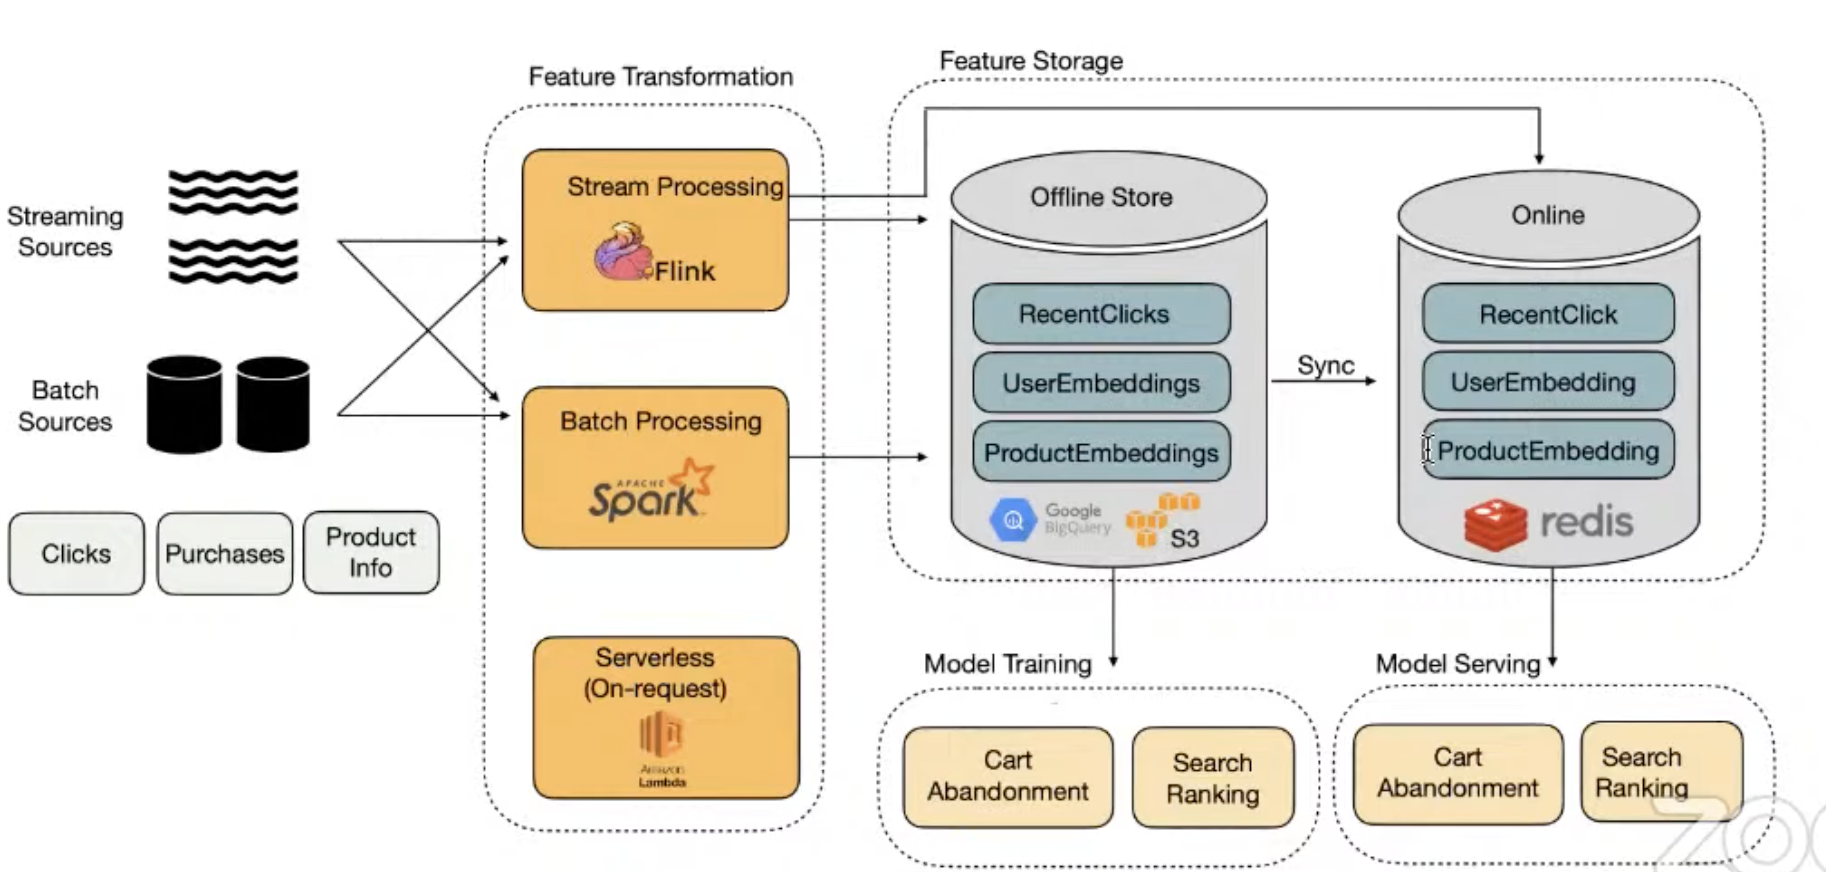 Feature Transformation
Feature Storage
Streaming
Sources
Batch
Sources
Clicks
Purchases
Product
Info
Stream Processing
Flink
Batch Processing
APACHE
Spark
Serverless
(On-request)
Amazon
Lambda
Offline Store
RecentClicks
UserEmbeddings
ProductEmbeddings
Google
BigQuery
S3
Sync
Online
RecentClick
UserEmbedding
ProductEmbedding
redis
Model Training
Cart
Abandonment
Search
Ranking
Model Serving
Cart
Abandonment
Search
Ranking